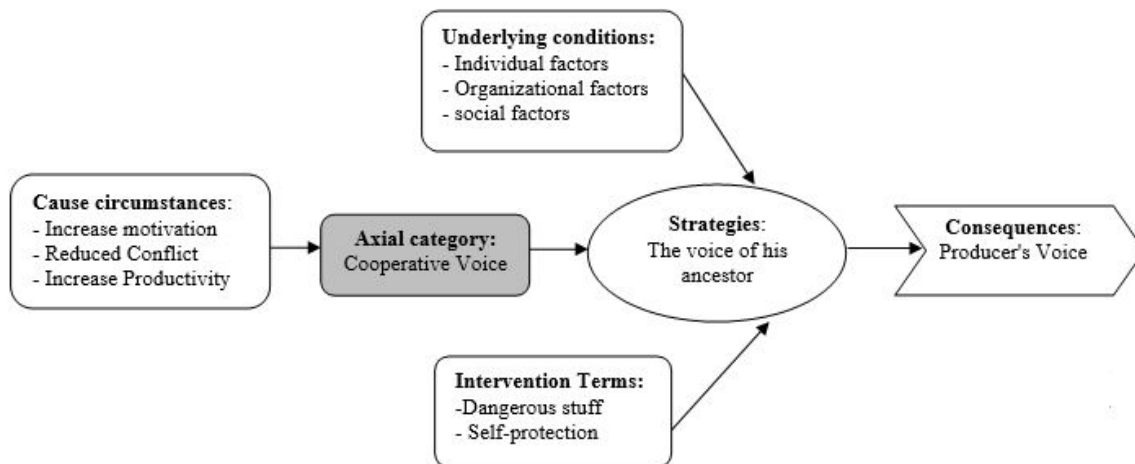 Underlying conditions:
- Individual factors
- Organizational factors
- social factors
Cause circumstances:
- Increase motivation
- Reduced Conflict
- Increase Productivity
Axial category:
Cooperative Voice
Strategies:
The voice of his
ancestor
Consequences:
Producer's Voice
Intervention Terms:
-Dangerous stuff
- Self-protection